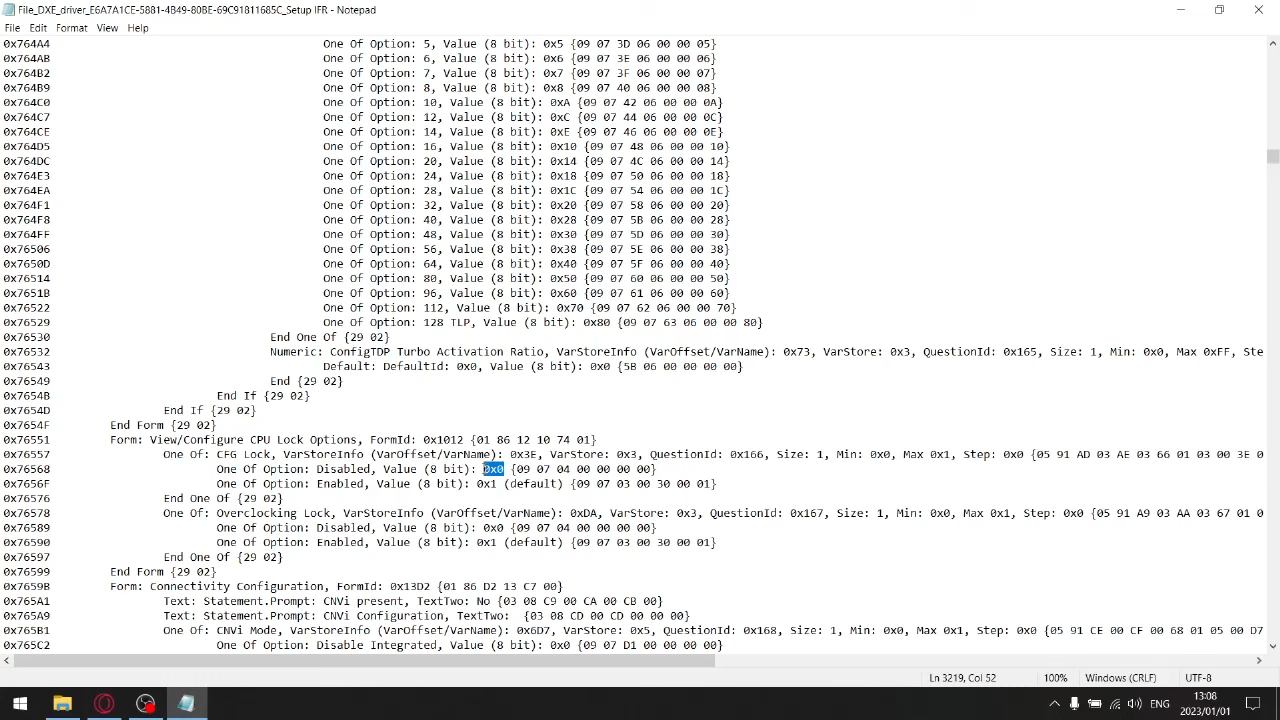 File_DXE_driver_E6A7A1CE-5881-4B49-80BE-69C91811685C_Setup IFR - Notepad
File Edit Format View Help
0x764A4 One Of Option: 5, Value (8 bit): 0x5 {09 07 3D 06 00 00 05}
0x764AB One Of Option: 6, Value (8 bit): 0x6 {09 07 3E 06 00 00 06}
0x764B2 One Of Option: 7, Value (8 bit): 0x7 {09 07 3F 06 00 00 07}
0x764B9 One Of Option: 8, Value (8 bit): 0x8 {09 07 40 06 00 00 08}
0x764C0 One Of Option: 10, Value (8 bit): 0xA {09 07 42 06 00 00 0A}
0x764C7 One Of Option: 12, Value (8 bit): 0xC {09 07 44 06 00 00 0C}
0x764CE One Of Option: 14, Value (8 bit): 0xE {09 07 46 06 00 00 0E}
0x764D5 One Of Option: 16, Value (8 bit): 0x10 {09 07 48 06 00 00 10}
0x764DC One Of Option: 20, Value (8 bit): 0x14 {09 07 4C 06 00 00 14}
0x764E3 One Of Option: 24, Value (8 bit): 0x18 {09 07 50 06 00 00 18}
0x764EA One Of Option: 28, Value (8 bit): 0x1C {09 07 54 06 00 00 1C}
0x764F1 One Of Option: 32, Value (8 bit): 0x20 {09 07 58 06 00 00 20}
0x764F8 One Of Option: 40, Value (8 bit): 0x28 {09 07 5B 06 00 00 28}
0x764FF One Of Option: 48, Value (8 bit): 0x30 {09 07 5D 06 00 00 30}
0x76506 One Of Option: 56, Value (8 bit): 0x38 {09 07 5E 06 00 00 38}
0x7650D One Of Option: 64, Value (8 bit): 0x40 {09 07 5F 06 00 00 40}
0x76514 One Of Option: 80, Value (8 bit): 0x50 {09 07 60 06 00 00 50}
0x7651B One Of Option: 96, Value (8 bit): 0x60 {09 07 61 06 00 00 60}
0x76522 One Of Option: 112, Value (8 bit): 0x70 {09 07 62 06 00 00 70}
0x76529 One Of Option: 128 TLP, Value (8 bit): 0x80 {09 07 63 06 00 00 80}
0x76530 End One Of {29 02}
0x76532 Numeric: ConfigTDP Turbo Activation Ratio, VarStoreInfo (VarOffset/VarName): 0x73, VarStore: 0x3, QuestionId: 0x165, Size: 1, Min: 0x0, Max 0xFF, Ste
0x76543 Default: DefaultId: 0x0, Value (8 bit): 0x0 {5B 06 00 00 00 00}
0x76549 End {29 02}
0x7654B End If {29 02}
0x7654D End If {29 02}
0x7654F End Form {29 02}
0x76551 Form: View/Configure CPU Lock Options, FormId: 0x1012 {01 86 12 10 74 01}
0x76557 One Of: CFG Lock, VarStoreInfo (VarOffset/VarName): 0x3E, VarStore: 0x3, QuestionId: 0x166, Size: 1, Min: 0x0, Max 0x1, Step: 0x0 {05 91 AD 03 AE 03 66 01 03 00 3E 0
0x76568 One Of Option: Disabled, Value (8 bit): 0x0 {09 07 04 00 00 00 00}
0x7656F One Of Option: Enabled, Value (8 bit): 0x1 (default) {09 07 03 00 30 00 01}
0x76576 End One Of {29 02}
0x76578 One Of: Overclocking Lock, VarStoreInfo (VarOffset/VarName): 0xDA, VarStore: 0x3, QuestionId: 0x167, Size: 1, Min: 0x0, Max 0x1, Step: 0x0 {05 91 A9 03 AA 03 67 01 0
0x76589 One Of Option: Disabled, Value (8 bit): 0x0 {09 07 04 00 00 00 00}
0x76590 One Of Option: Enabled, Value (8 bit): 0x1 (default) {09 07 03 00 30 00 01}
0x76597 End One Of {29 02}
0x76599 End Form {29 02}
0x7659B Form: Connectivity Configuration, FormId: 0x13D2 {01 86 D2 13 C7 00}
0x765A1 Text: Statement.Prompt: CNVi present, TextTwo: No {03 08 C9 00 CA 00 CB 00}
0x765A9 Text: Statement.Prompt: CNVi Configuration, TextTwo: {03 08 CD 00 CD 00 00 00}
0x765B1 One Of: CNVi Mode, VarStoreInfo (VarOffset/VarName): 0x6D7, VarStore: 0x5, QuestionId: 0x168, Size: 1, Min: 0x0, Max 0x1, Step: 0x0 {05 91 CE 00 CF 00 68 01 05 00 D7
0x765C2 One Of Option: Disable Integrated, Value (8 bit): 0x0 {09 07 D1 00 00 00 00}
Ln 3219, Col 52 100% Windows (CRLF) UTF-8
ENG
13:08
2023/01/01